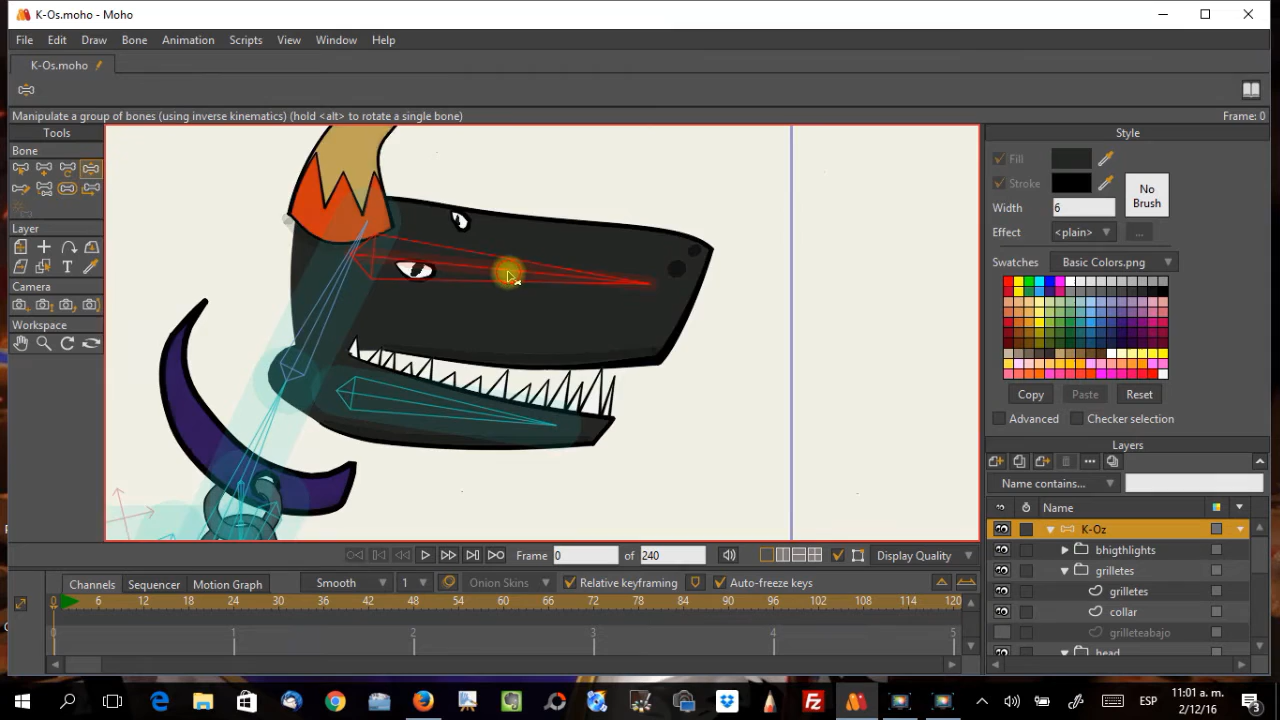 K-Os.moho - Moho
File Edit Draw Bone Animation Scripts View Window Help
K-Os.moho
Manipulate a group of bones (using inverse kinematics) (hold <alt> to rotate a single bone) Frame: 0
Tools
Bone
Layer
Camera
Workspace
Style
Fill
Stroke
No Brush
Width 6
Effect <plain> ...
Swatches Basic Colors.png
Copy Paste Reset
Advanced Checker selection
Layers
Name contains...
Name
K-Oz
bhigthlights
grilletes
grilletes
collar
grilleteabajo
head
Frame 0 of 240 Display Quality
Channels Sequencer Motion Graph Smooth 1 Onion Skins Relative keyframing Auto-freeze keys
0 6 12 18 24 30 36 42 48 54 60 66 72 78 84 90 96 102 108 114 120
0 1 2 3 4 5
ESP 11:01 a. m.
2/12/16
3